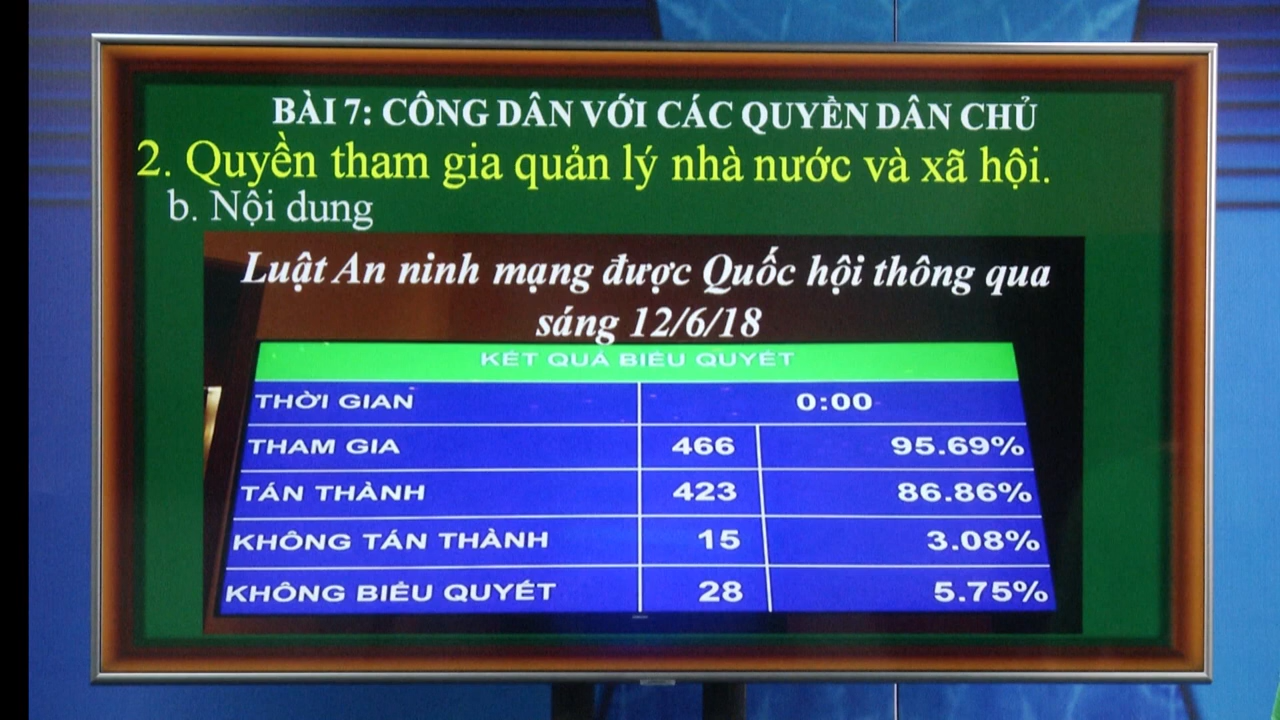 BÀI 7: CÔNG DÂN VỚI CÁC QUYỀN DÂN CHỦ
2. Quyền tham gia quản lý nhà nước và xã hội.
b. Nội dung
Luật An ninh mạng được Quốc hội thông qua
sáng 12/6/18
KẾT QUẢ BIỂU QUYẾT
THỜI GIAN 0:00
THAM GIA 466 95.69%
TÁN THÀNH 423 86.86%
KHÔNG TÁN THÀNH 15 3.08%
KHÔNG BIỂU QUYẾT 28 5.75%